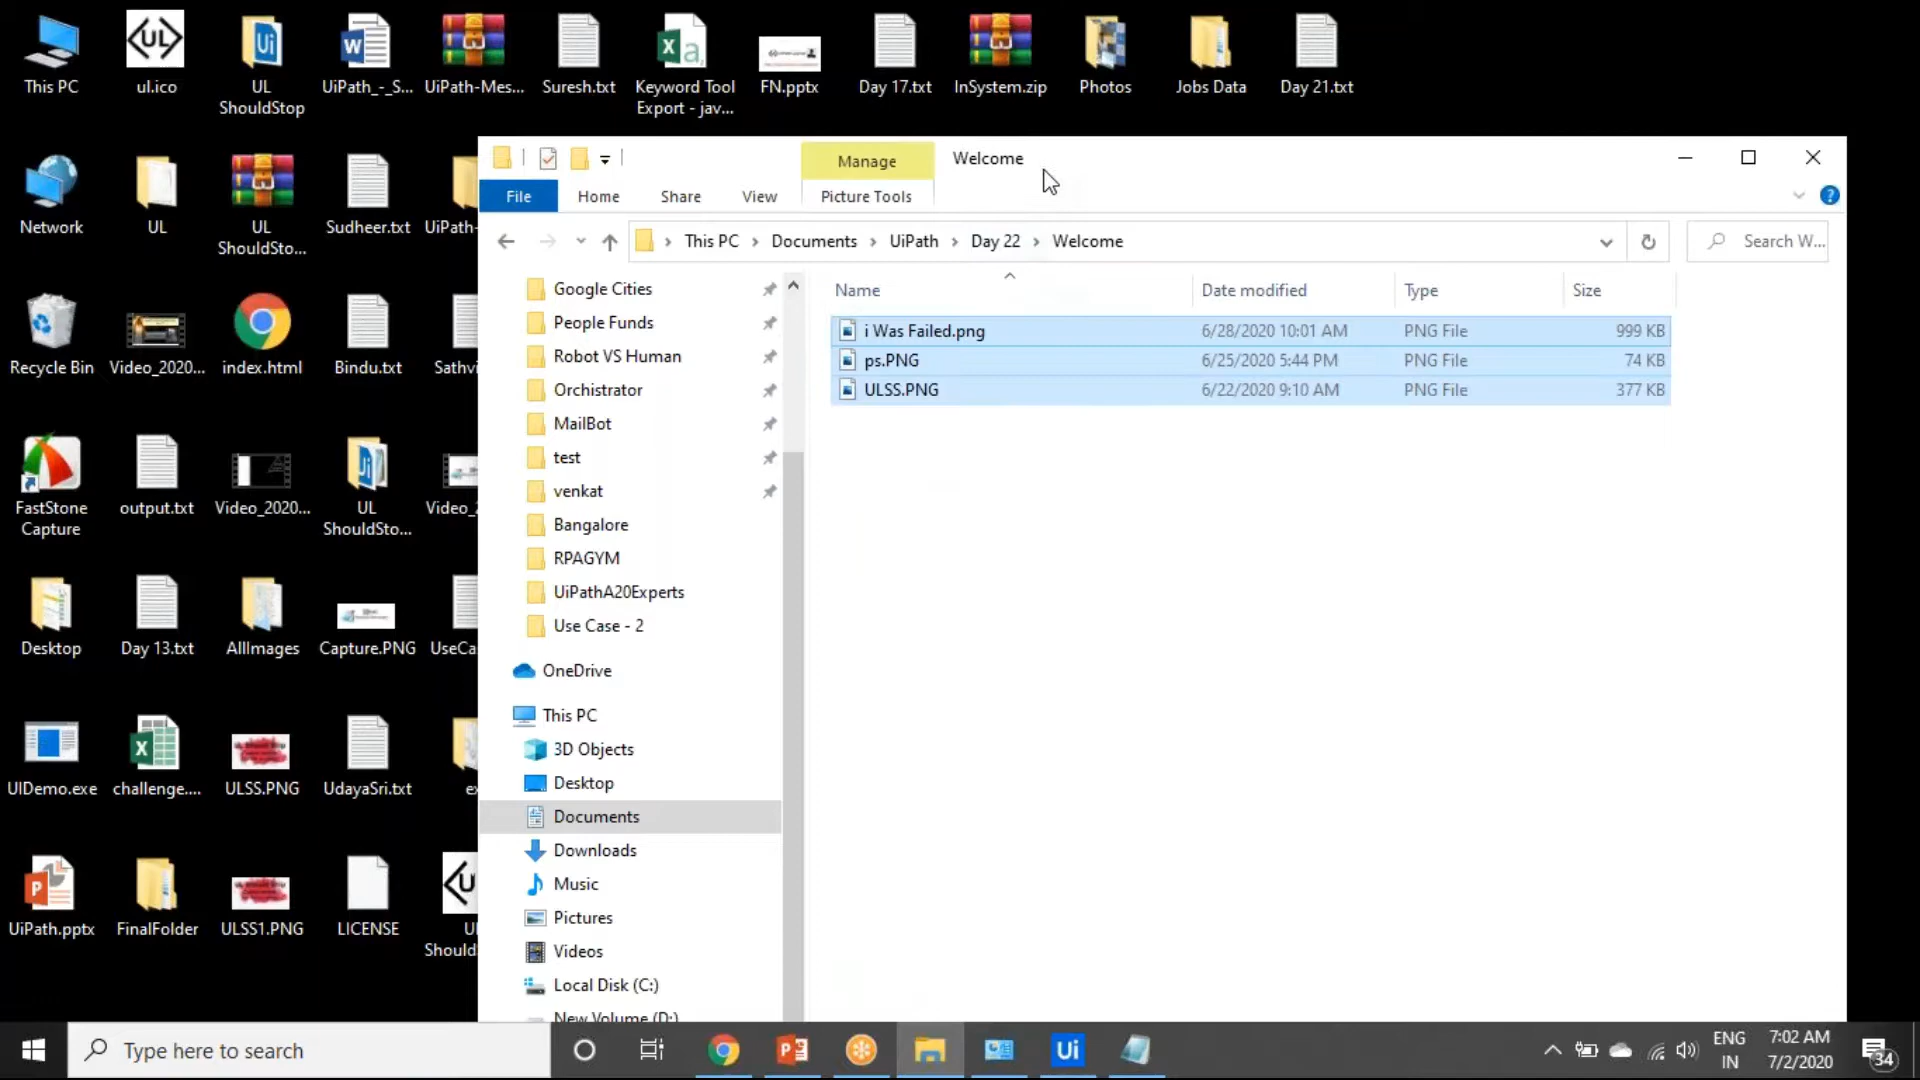 This PC
ul.ico
UL
ShouldStop
UiPath_-_S...
UiPath-Mes...
Suresh.txt
Keyword Tool
Export - jav...
FN.pptx
Day 17.txt
InSystem.zip
Photos
Jobs Data
Day 21.txt
Network
UL
UL
ShouldSto...
Sudheer.txt
UiPath-
Recycle Bin
Video_2020...
index.html
Bindu.txt
Sathvi
FastStone
Capture
output.txt
Video_2020...
UL
ShouldSto...
Video_2
Desktop
Day 13.txt
AllImages
Capture.PNG
UseCas
UIDemo.exe
challenge....
ULSS.PNG
UdayaSri.txt
ex
UiPath.pptx
FinalFolder
ULSS1.PNG
LICENSE
Ul
ShouldS
Manage
Welcome
File
Home
Share
View
Picture Tools
This PC > Documents > UiPath > Day 22 > Welcome
Search W...
Google Cities
People Funds
Robot VS Human
Orchistrator
MailBot
test
venkat
Bangalore
RPAGYM
UiPathA20Experts
Use Case - 2
OneDrive
This PC
3D Objects
Desktop
Documents
Downloads
Music
Pictures
Videos
Local Disk (C:)
New Volume (D:)
Name Date modified Type Size
i Was Failed.png 6/28/2020 10:01 AM PNG File 999 KB
ps.PNG 6/25/2020 5:44 PM PNG File 74 KB
ULSS.PNG 6/22/2020 9:10 AM PNG File 377 KB
Type here to search
Ui
ENG
IN
7:02 AM
7/2/2020
34